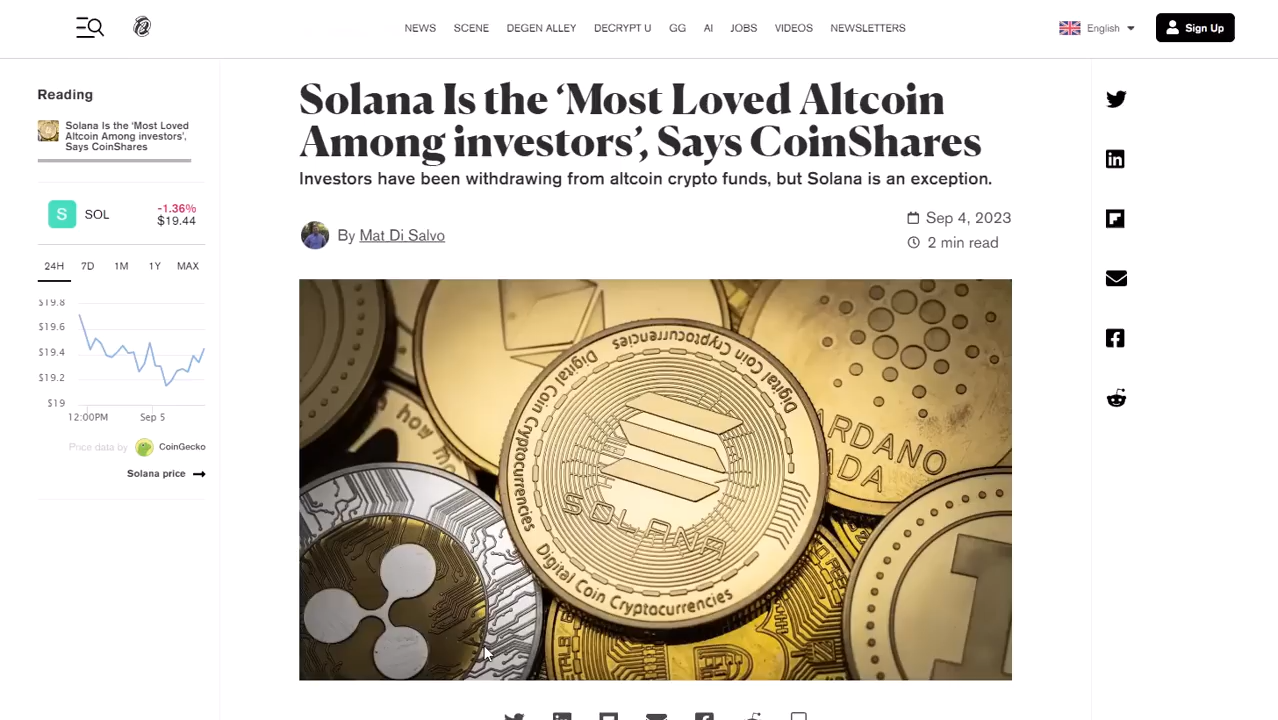 NEWS SCENE DEGEN ALLEY DECRYPT U GG AI JOBS VIDEOS NEWSLETTERS
English
Sign Up
Reading
Solana Is the ‘Most Loved
Altcoin Among investors’,
Says CoinShares
S SOL
-1.36%
$19.44
24H 7D 1M 1Y MAX
$19.8
$19.6
$19.4
$19.2
$19
12:00PM Sep 5
Price data by CoinGecko
Solana price
Solana Is the ‘Most Loved Altcoin
Among investors’, Says CoinShares
Investors have been withdrawing from altcoin crypto funds, but Solana is an exception.
By Mat Di Salvo
Sep 4, 2023
2 min read
Digital Coin Cryptocurrencies
Digital Coin Cryptocurrencies
SOLANA
how
ARDANO
ADA